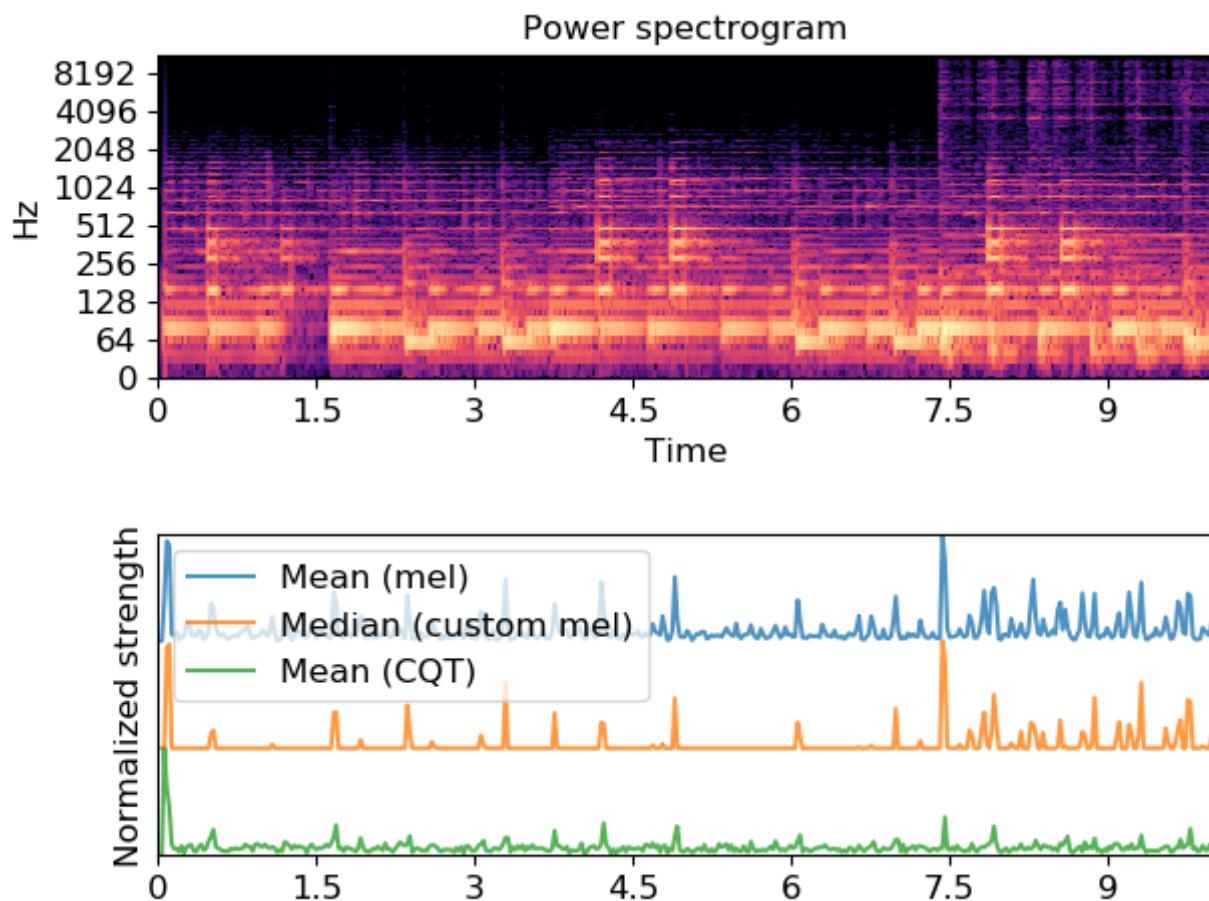 Power spectrogram
8192
4096
2048
1024
512
256
128
64
0
Hz
0 1.5 3 4.5 6 7.5 9
Time
Normalized strength
Mean (mel)
Median (custom mel)
Mean (CQT)
0 1.5 3 4.5 6 7.5 9